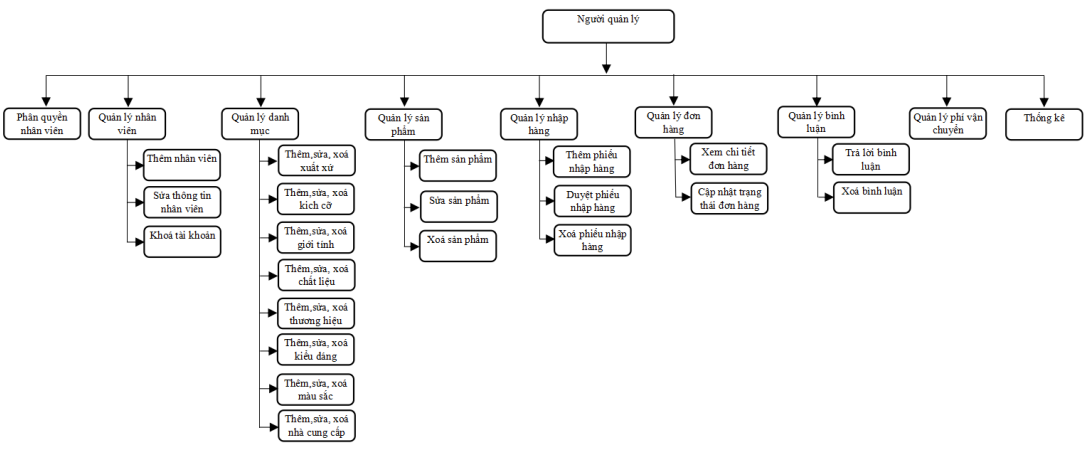 Người quản lý
Phân quyền
nhân viên
Quản lý nhân
viên
Quản lý danh
mục
Quản lý sản
phẩm
Quản lý nhập
hàng
Quản lý đơn
hàng
Quản lý bình
luận
Quản lý phí vận
chuyển
Thống kê
Thêm nhân viên
Sửa thông tin
nhân viên
Khoá tài khoản
Thêm,sửa, xoá
xuất xứ
Thêm,sửa, xoá
kích cỡ
Thêm,sửa, xoá
giới tính
Thêm,sửa, xoá
chất liệu
Thêm,sửa, xoá
thương hiệu
Thêm,sửa, xoá
kiểu dáng
Thêm,sửa, xoá
màu sắc
Thêm,sửa, xoá
nhà cung cấp
Thêm sản phẩm
Sửa sản phẩm
Xoá sản phẩm
Thêm phiếu
nhập hàng
Duyệt phiếu
nhập hàng
Xoá phiếu nhập
hàng
Xem chi tiết
đơn hàng
Cập nhật trạng
thái đơn hàng
Trả lời bình
luận
Xoá bình luận